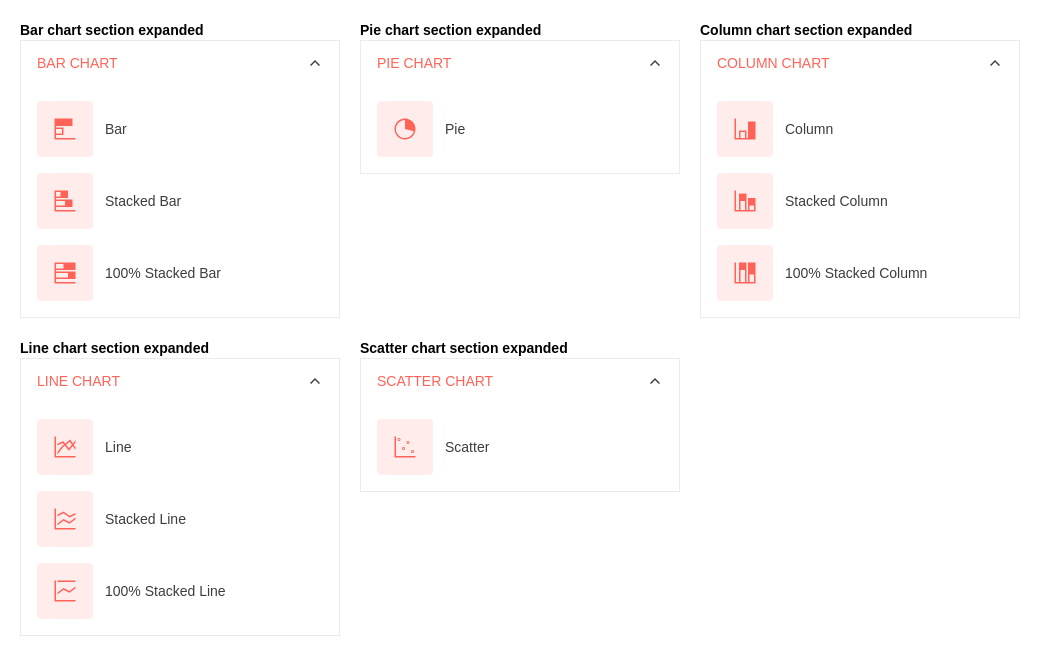 Bar chart section expanded
BAR CHART
Bar
Stacked Bar
100% Stacked Bar
Pie chart section expanded
PIE CHART
Pie
Column chart section expanded
COLUMN CHART
Column
Stacked Column
100% Stacked Column
Line chart section expanded
LINE CHART
Line
Stacked Line
100% Stacked Line
Scatter chart section expanded
SCATTER CHART
Scatter